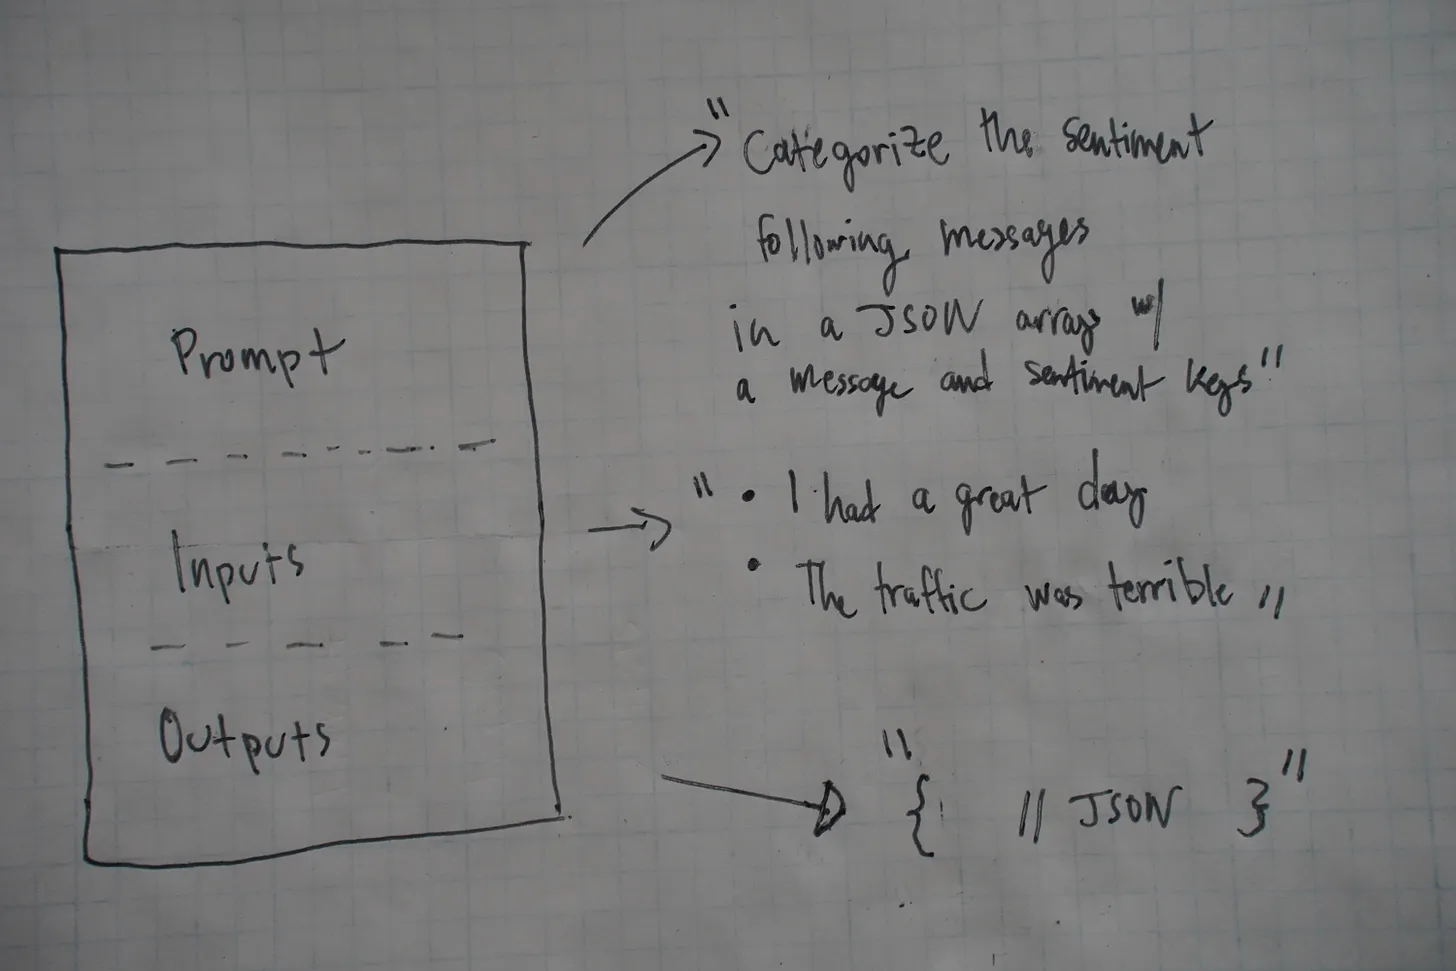 "Categorize the sentiment
following messages
in a JSON array w/
a message and sentiment keys"
Prompt
" • I had a great day
• The traffic was terrible "
Inputs
Outputs
"{ // JSON }"